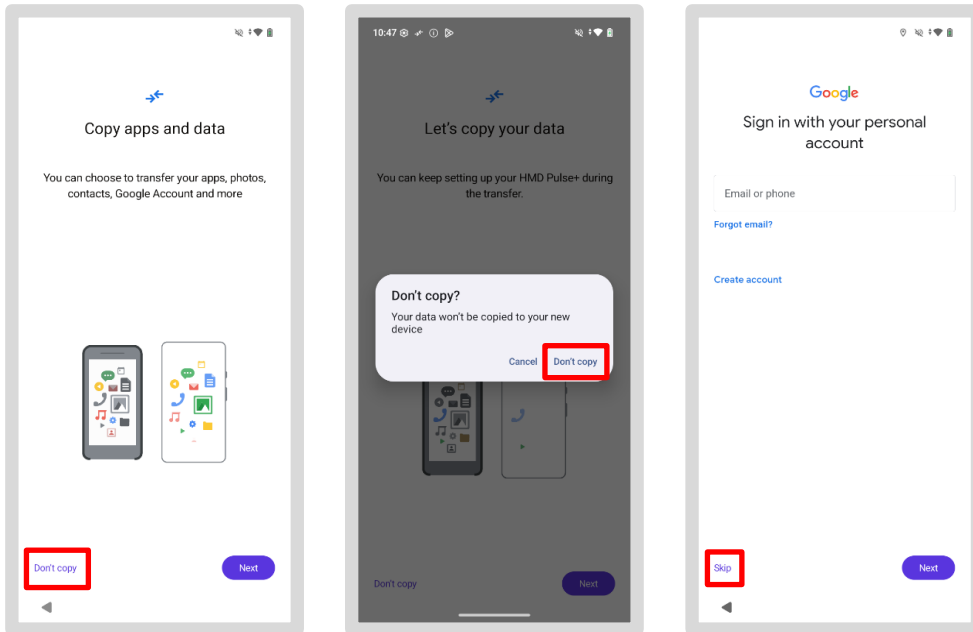 Copy apps and data
You can choose to transfer your apps, photos,
contacts, Google Account and more
Don't copy
Next
10:47
Let's copy your data
You can keep setting up your HMD Pulse+ during
the transfer.
Don't copy?
Your data won't be copied to your new
device
Cancel
Don't copy
Don't copy
Next
Google
Sign in with your personal
account
Email or phone
Forgot email?
Create account
Skip
Next